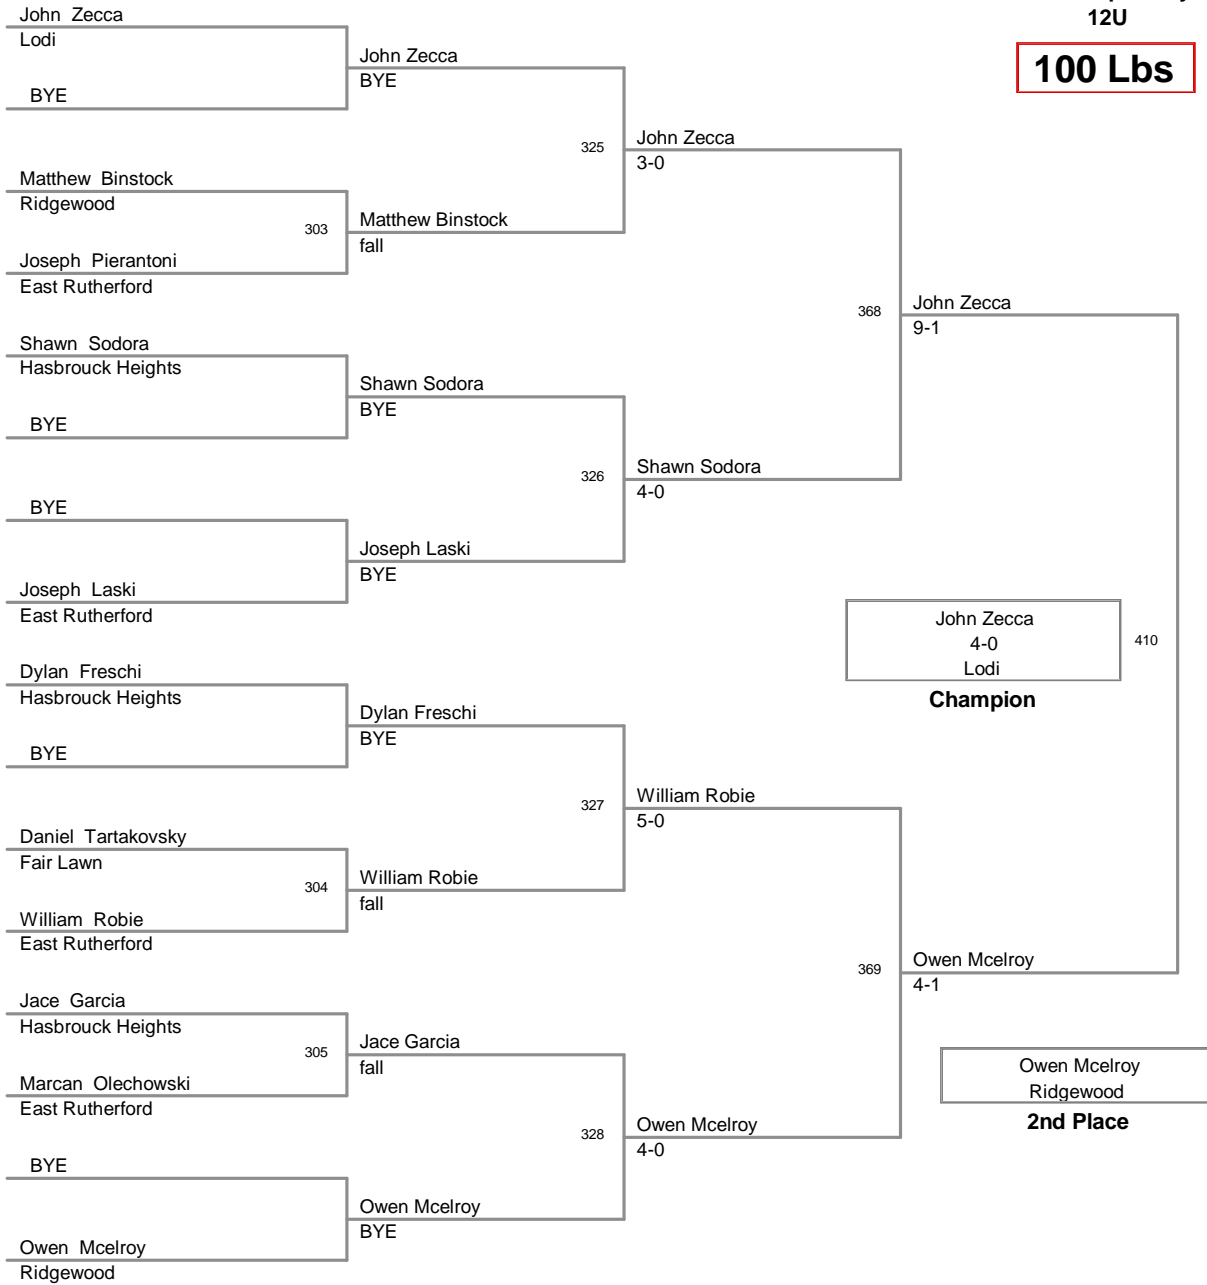 12U
100 Lbs
John Zecca
Lodi
BYE
Matthew Binstock
Ridgewood
303
Joseph Pierantoni
East Rutherford
Shawn Sodora
Hasbrouck Heights
BYE
BYE
Joseph Laski
East Rutherford
Dylan Freschi
Hasbrouck Heights
BYE
Daniel Tartakovsky
Fair Lawn
304
William Robie
East Rutherford
Jace Garcia
Hasbrouck Heights
305
Marcan Olechowski
East Rutherford
BYE
Owen Mcelroy
Ridgewood
John Zecca
BYE
325
Matthew Binstock
fall
Shawn Sodora
BYE
326
Joseph Laski
BYE
Dylan Freschi
BYE
327
William Robie
fall
Jace Garcia
fall
328
Owen Mcelroy
BYE
John Zecca
3-0
368
Shawn Sodora
4-0
William Robie
5-0
369
Owen Mcelroy
4-0
John Zecca
9-1
410
Owen Mcelroy
4-1
John Zecca
4-0
Lodi
Champion
Owen Mcelroy
Ridgewood
2nd Place